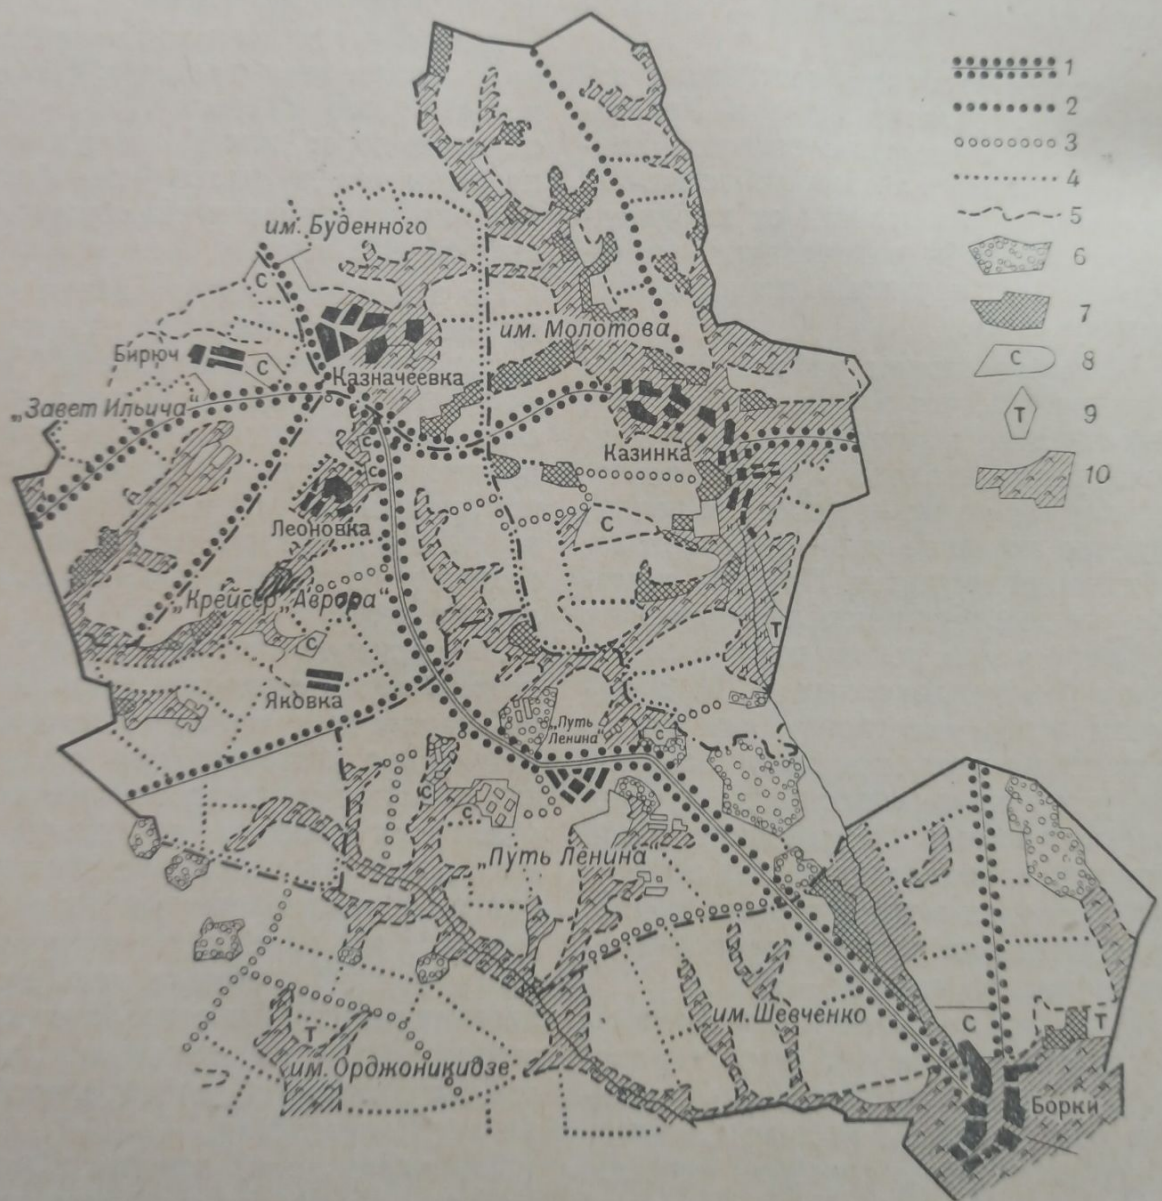 1
2
3
4
5
6
7
С 8
Т 9
10
им. Буденного
С
им. Молотова
Бирюч
С
Казначеевка
„Завет Ильича“
С
Казинка
С
Леоновка
С
„Крейсер „Аврора“
Т
С
Яковка
„Путь
Ленина“
С
С
С
„Путь Ленина
им. Шевченко
С
Т
Т
им. Орджоникидзе
Борки